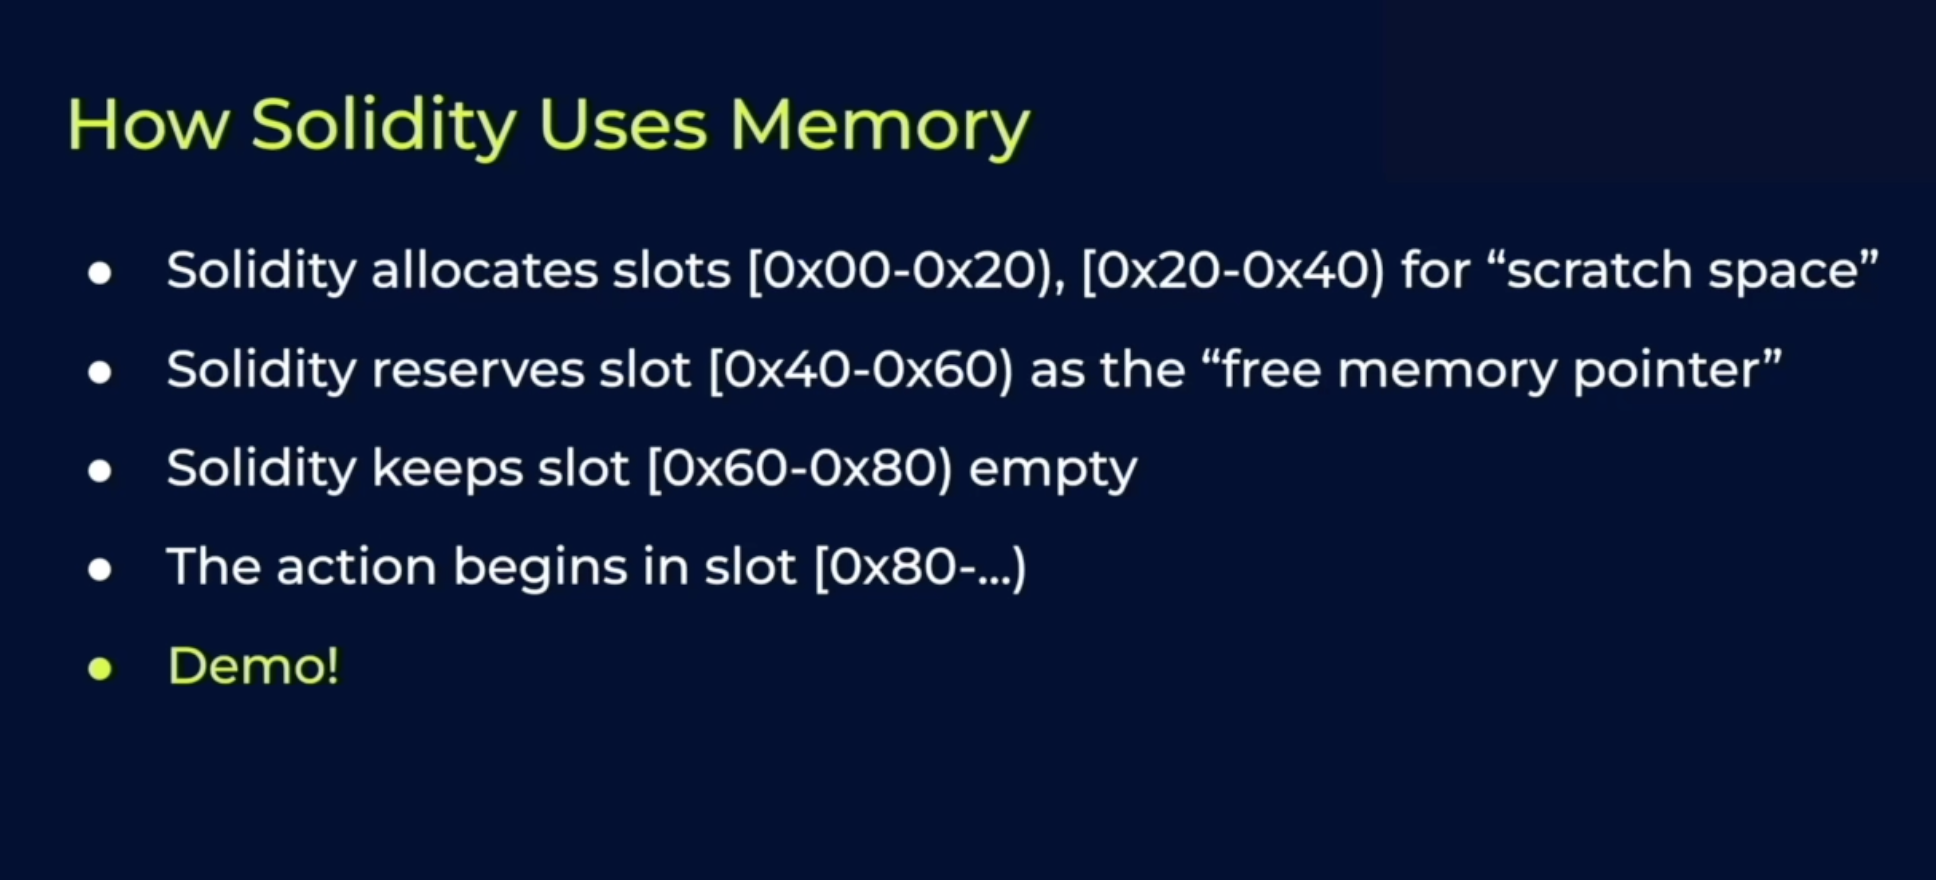 How Solidity Uses Memory
● Solidity allocates slots [0x00-0x20), [0x20-0x40) for “scratch space”
● Solidity reserves slot [0x40-0x60) as the “free memory pointer”
● Solidity keeps slot [0x60-0x80) empty
● The action begins in slot [0x80-...)
● Demo!